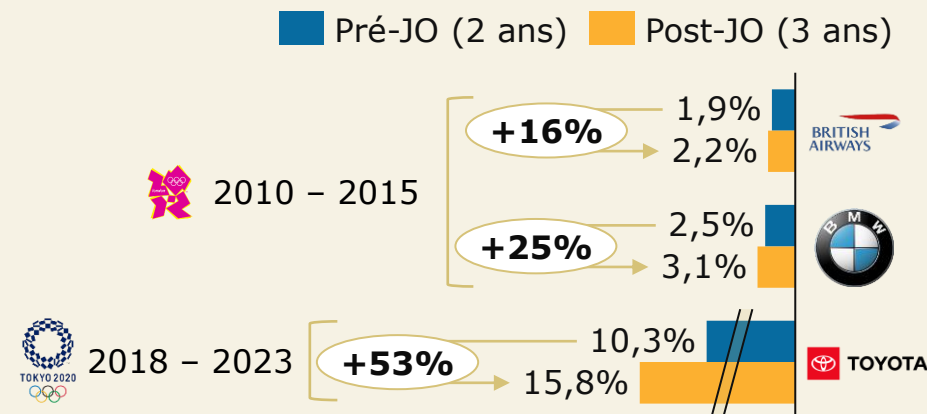 Pré-JO (2 ans) Post-JO (3 ans)
+16%
1,9%
2,2%
BRITISH
AIRWAYS
2010 – 2015
+25%
2,5%
3,1%
BMW
TOKYO 2020
2018 – 2023
+53%
10,3%
15,8%
TOYOTA